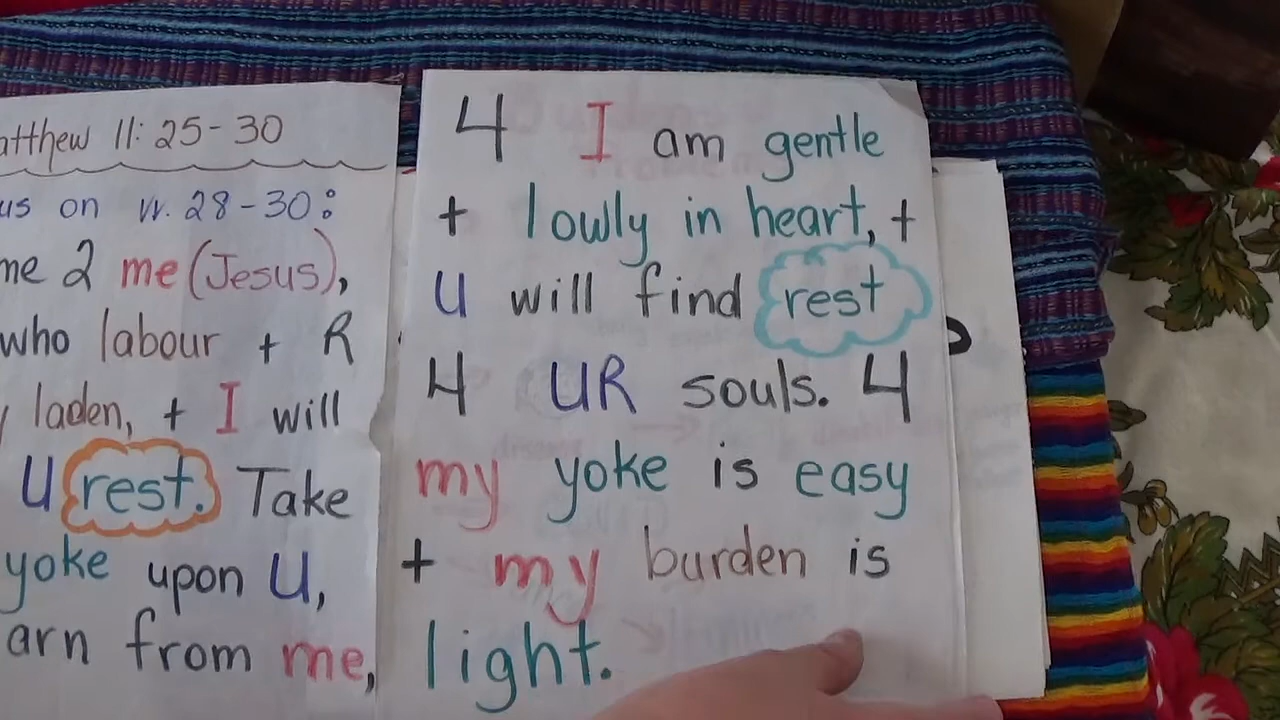 atthew 11: 25-30
us on vv. 28-30:
me 2 me (Jesus),
who labour + R
y laden, + I will
U rest. Take
yoke upon U,
arn from me,
4 I am gentle
+ lowly in heart, +
U will find rest
4 UR souls. 4
my yoke is easy
+ my burden is
light.